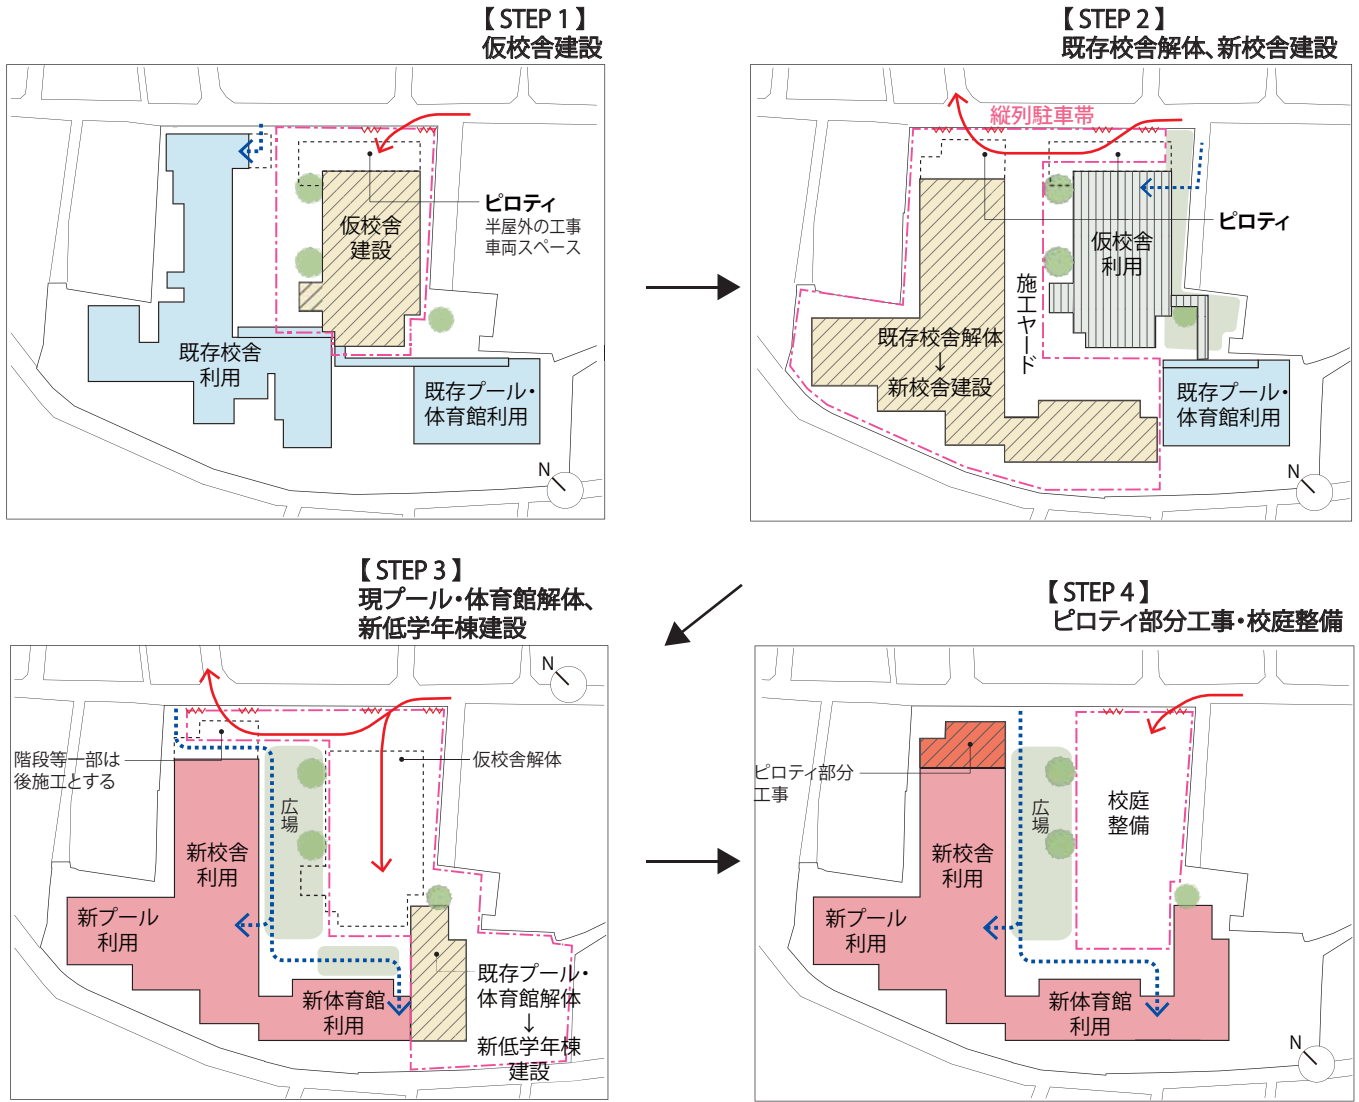 【 STEP 1 】
仮校舎建設
仮校舎
建設
ピロティ
半屋外の工事
車両スペース
既存校舎
利用
既存プール・
体育館利用
N
【 STEP 2 】
既存校舎解体、新校舎建設
縦列駐車帯
ピロティ
仮校舎
利用
施工ヤード
既存校舎解体
↓
新校舎建設
既存プール・
体育館利用
N
【 STEP 3 】
現プール・体育館解体、
新低学年棟建設
N
階段等一部は
後施工とする
仮校舎解体
広場
新校舎
利用
新プール
利用
新体育館
利用
既存プール・
体育館解体
↓
新低学年棟
建設
【 STEP 4 】
ピロティ部分工事・校庭整備
ピロティ部分
工事
広場
校庭
整備
新校舎
利用
新プール
利用
新体育館
利用
N